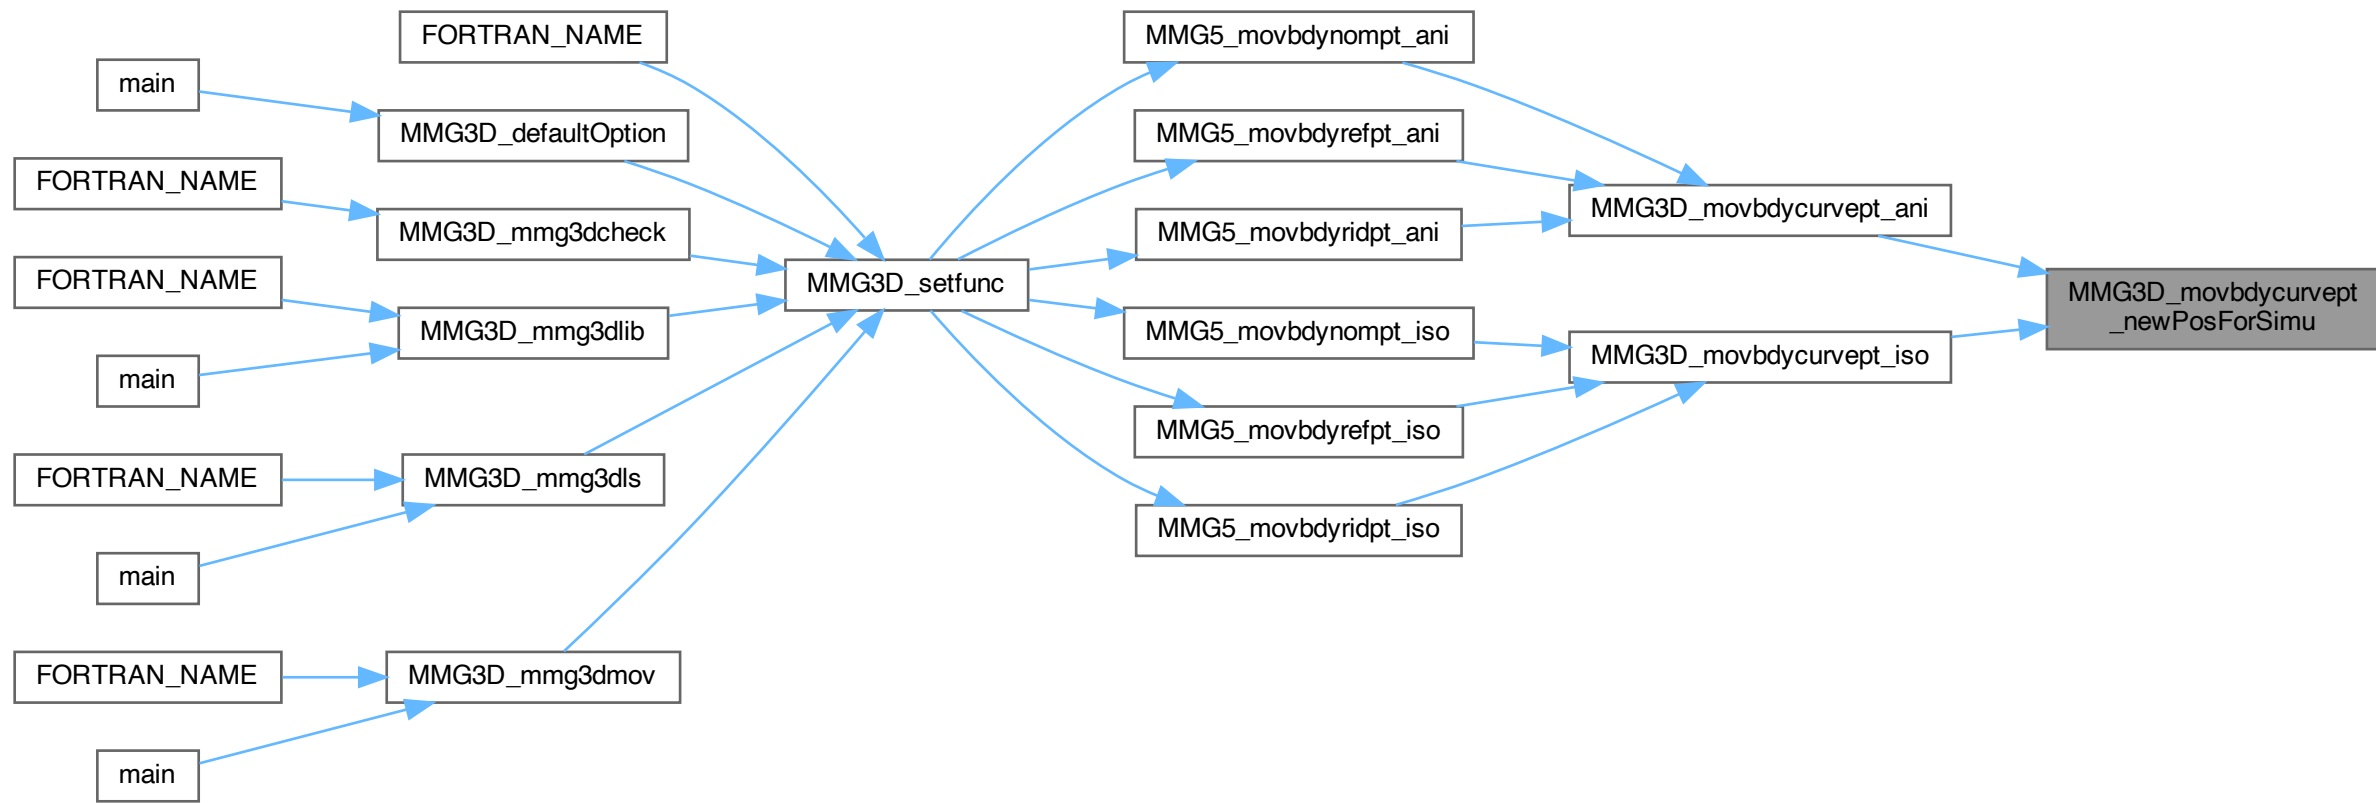 FORTRAN_NAME
main
MMG3D_defaultOption
FORTRAN_NAME
MMG3D_mmg3dcheck
FORTRAN_NAME
MMG3D_mmg3dlib
main
FORTRAN_NAME
MMG3D_mmg3dls
main
FORTRAN_NAME
MMG3D_mmg3dmov
main
MMG3D_setfunc
MMG5_movbdynompt_ani
MMG5_movbdyrefpt_ani
MMG5_movbdyridpt_ani
MMG5_movbdynompt_iso
MMG5_movbdyrefpt_iso
MMG5_movbdyridpt_iso
MMG3D_movbdycurvept_ani
MMG3D_movbdycurvept_iso
MMG3D_movbdycurvept
_newPosForSimu